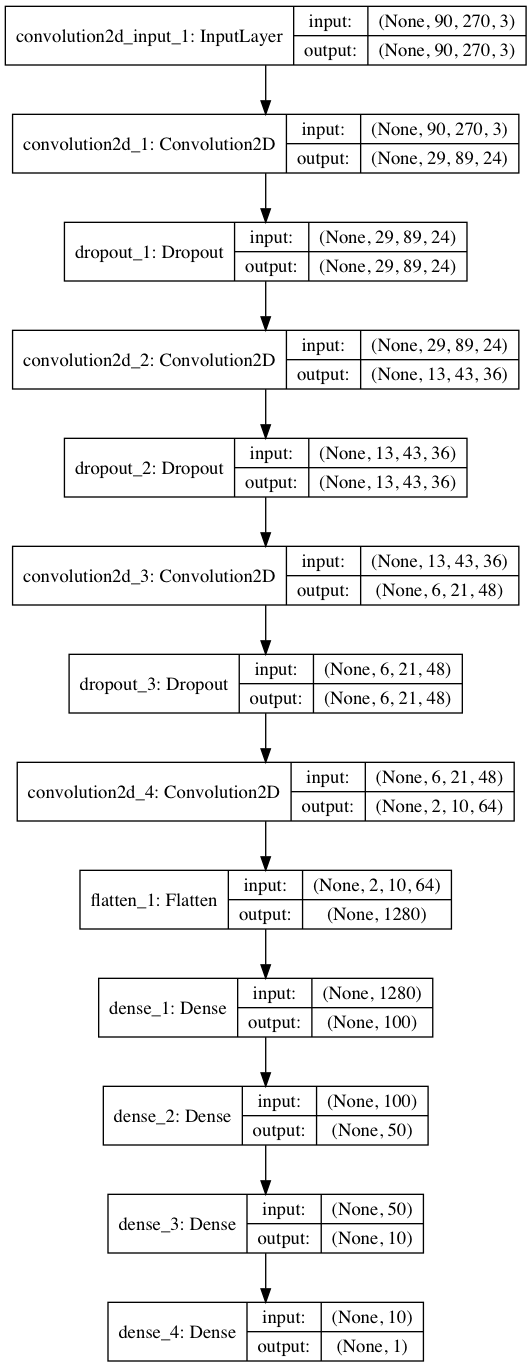 convolution2d_input_1: InputLayer
input: (None, 90, 270, 3)
output: (None, 90, 270, 3)
convolution2d_1: Convolution2D
input: (None, 90, 270, 3)
output: (None, 29, 89, 24)
dropout_1: Dropout
input: (None, 29, 89, 24)
output: (None, 29, 89, 24)
convolution2d_2: Convolution2D
input: (None, 29, 89, 24)
output: (None, 13, 43, 36)
dropout_2: Dropout
input: (None, 13, 43, 36)
output: (None, 13, 43, 36)
convolution2d_3: Convolution2D
input: (None, 13, 43, 36)
output: (None, 6, 21, 48)
dropout_3: Dropout
input: (None, 6, 21, 48)
output: (None, 6, 21, 48)
convolution2d_4: Convolution2D
input: (None, 6, 21, 48)
output: (None, 2, 10, 64)
flatten_1: Flatten
input: (None, 2, 10, 64)
output: (None, 1280)
dense_1: Dense
input: (None, 1280)
output: (None, 100)
dense_2: Dense
input: (None, 100)
output: (None, 50)
dense_3: Dense
input: (None, 50)
output: (None, 10)
dense_4: Dense
input: (None, 10)
output: (None, 1)